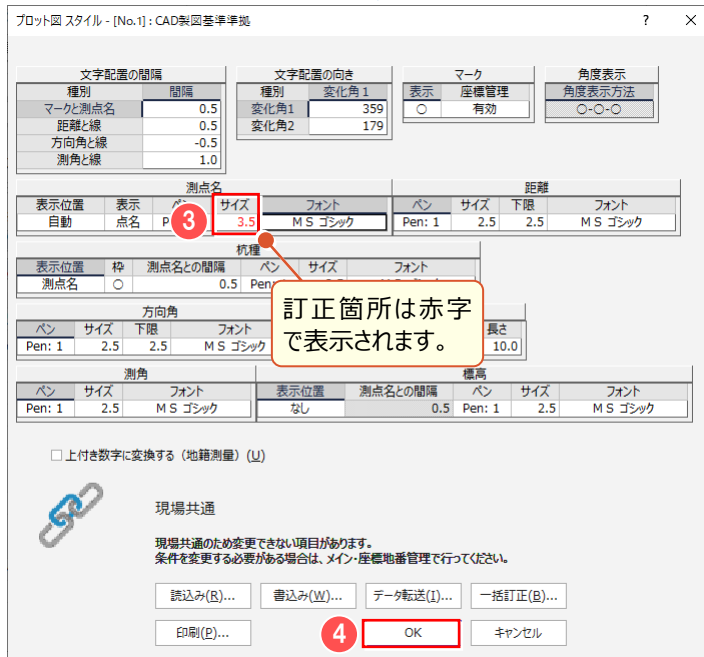 プロット図 スタイル - [No.1] : CAD製図基準準拠 ? ×
文字配置の間隔 文字配置の向き マーク 角度表示
種別 間隔 種別 変化角 1 表示 座標管理 角度表示方法
マークと測点名 0.5 変化角1 359 ○ 有効 ○-○-○
距離と線 0.5 変化角2 179
方向角と線 -0.5
測角と線 1.0
測点名 距離
表示位置 表示 サイズ フォント ペン サイズ 下限 フォント
自動 点名 3 3.5 ＭＳ ゴシック Pen: 1 2.5 2.5 ＭＳ ゴシック
杭種
表示位置 枠 測点名との間隔 ペン サイズ フォント
測点名 ○ 0.5
訂正箇所は赤字
で表示されます。
方向角
ペン サイズ 下限 フォント 長さ
Pen: 1 2.5 2.5 ＭＳ ゴシック 10.0
測角 標高
ペン サイズ フォント 表示位置 測点名との間隔 ペン サイズ フォント
Pen: 1 2.5 ＭＳ ゴシック なし 0.5 Pen: 1 2.5 ＭＳ ゴシック
上付き数字に変換する（地籍測量）(U)
現場共通
現場共通のため変更できない項目があります。
条件を変更する必要がある場合は、メイン・座標地番管理で行ってください。
読込み(R)... 書込み(W)... データ転送(I)... 一括訂正(B)...
印刷(P)... 4 OK キャンセル